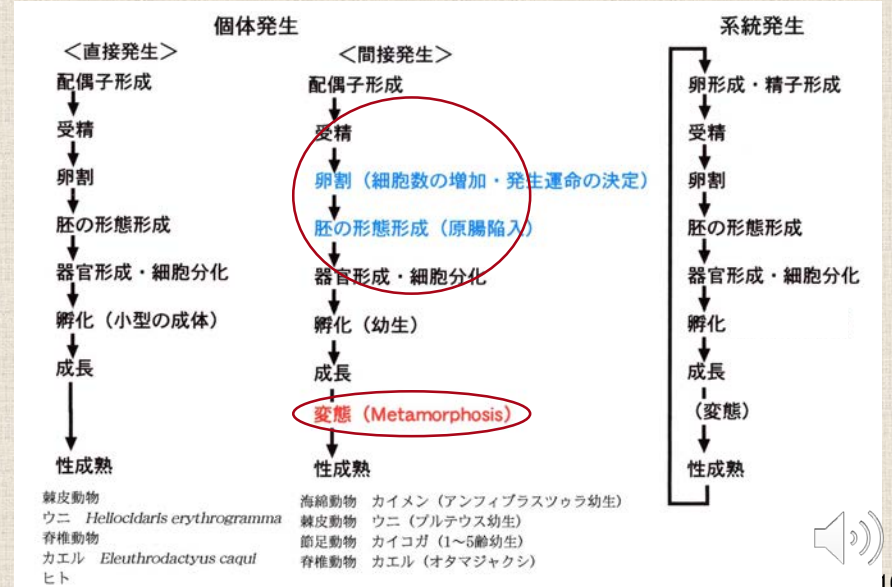 個体発生
＜直接発生＞
配偶子形成
受精
卵割
胚の形態形成
器官形成・細胞分化
孵化（小型の成体）
成長
性成熟
棘皮動物
ウニ Heliocidaris erythrogramma
脊椎動物
カエル Eleuthrodactyus caqui
ヒト
＜間接発生＞
配偶子形成
受精
卵割（細胞数の増加・発生運命の決定）
胚の形態形成（原腸陥入）
器官形成・細胞分化
孵化（幼生）
成長
変態（Metamorphosis）
性成熟
海綿動物 カイメン（アンフィブラスツゥラ幼生）
棘皮動物 ウニ（プルテウス幼生）
節足動物 カイコガ（1～5齢幼生）
脊椎動物 カエル（オタマジャクシ）
系統発生
卵形成・精子形成
受精
卵割
胚の形態形成
器官形成・細胞分化
孵化
成長
（変態）
性成熟